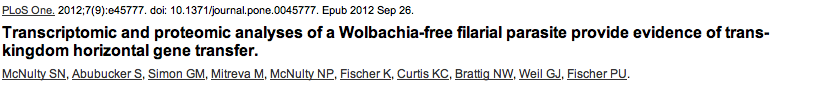 PLoS One. 2012;7(9):e45777. doi: 10.1371/journal.pone.0045777. Epub 2012 Sep 26.
Transcriptomic and proteomic analyses of a Wolbachia-free filarial parasite provide evidence of trans-
kingdom horizontal gene transfer.
McNulty SN, Abubucker S, Simon GM, Mitreva M, McNulty NP, Fischer K, Curtis KC, Brattig NW, Weil GJ, Fischer PU.